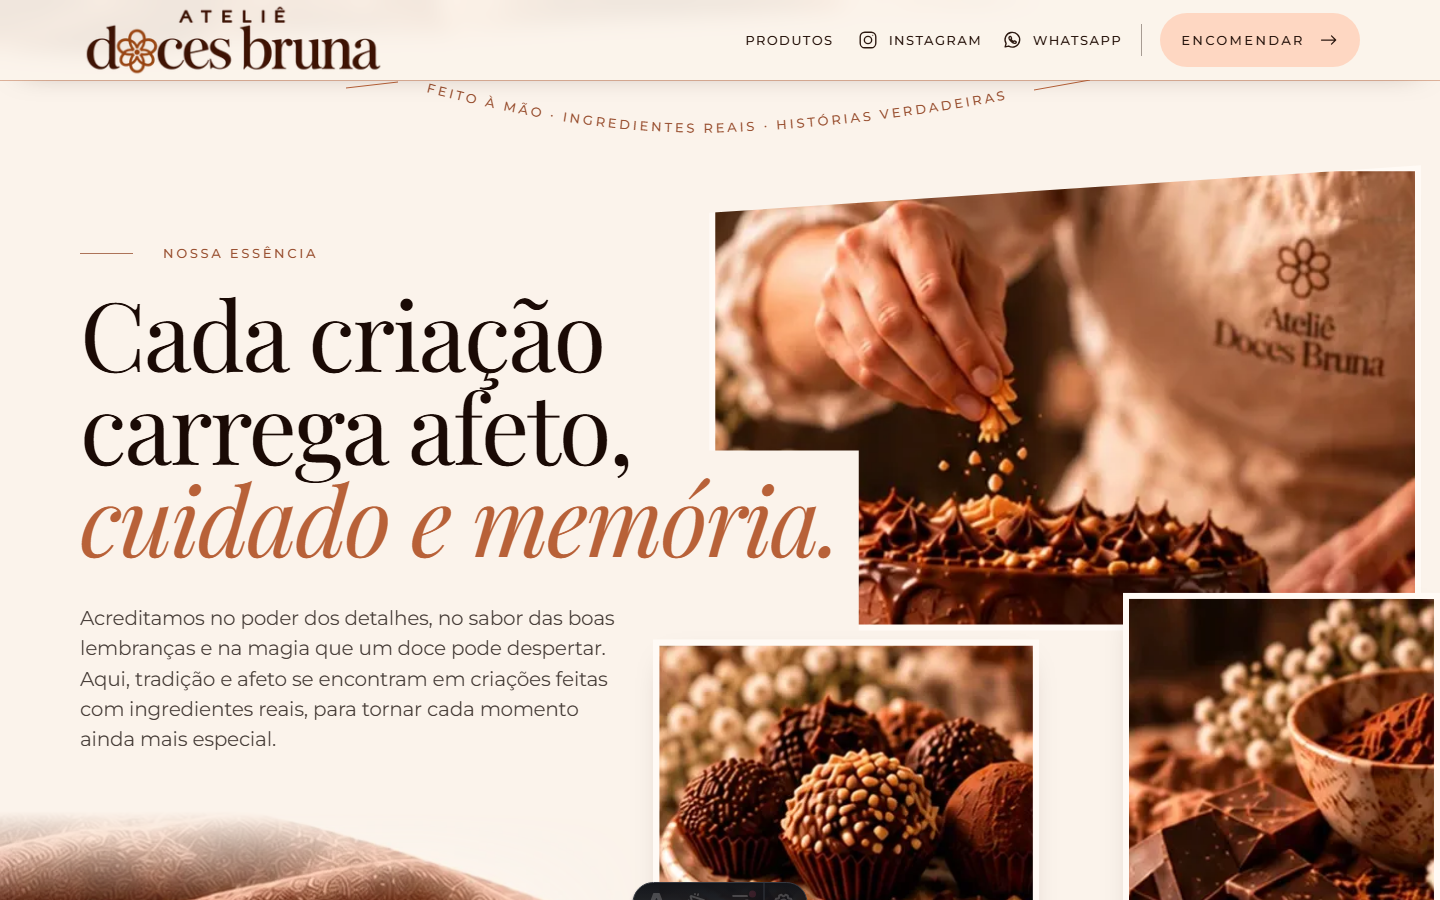 ATELIÊ
doces bruna
PRODUTOS
INSTAGRAM
WHATSAPP
ENCOMENDAR
FEITO À MÃO · INGREDIENTES REAIS · HISTÓRIAS VERDADEIRAS
NOSSA ESSÊNCIA
Cada criação
carrega afeto,
cuidado e memória.
Ateliê
Doces Bruna
Acreditamos no poder dos detalhes, no sabor das boas
lembranças e na magia que um doce pode despertar.
Aqui, tradição e afeto se encontram em criações feitas
com ingredientes reais, para tornar cada momento
ainda mais especial.